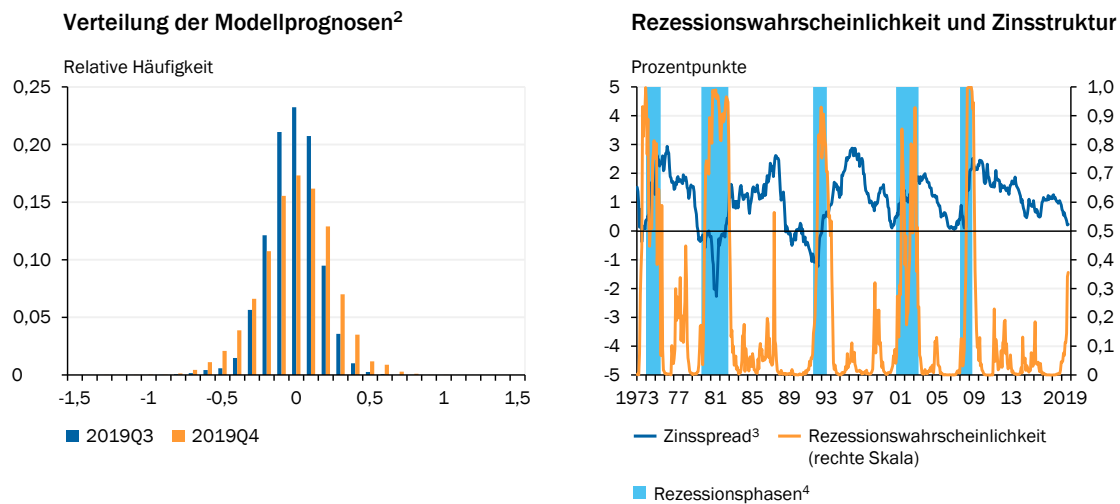 Verteilung der Modellprognosen²
Relative Häufigkeit
0,25
0,20
0,15
0,10
0,05
0
-1,5 -1 -0,5 0 0,5 1 1,5
2019Q3 2019Q4
Rezessionswahrscheinlichkeit und Zinsstruktur
Prozentpunkte
5 1,0
4 0,9
3 0,8
2 0,7
1 0,6
0 0,5
-1 0,4
-2 0,3
-3 0,2
-4 0,1
-5 0
1973 77 81 85 89 93 97 01 05 09 13 2019
Zinsspread³ Rezessionswahrscheinlichkeit
(rechte Skala)
Rezessionsphasen⁴